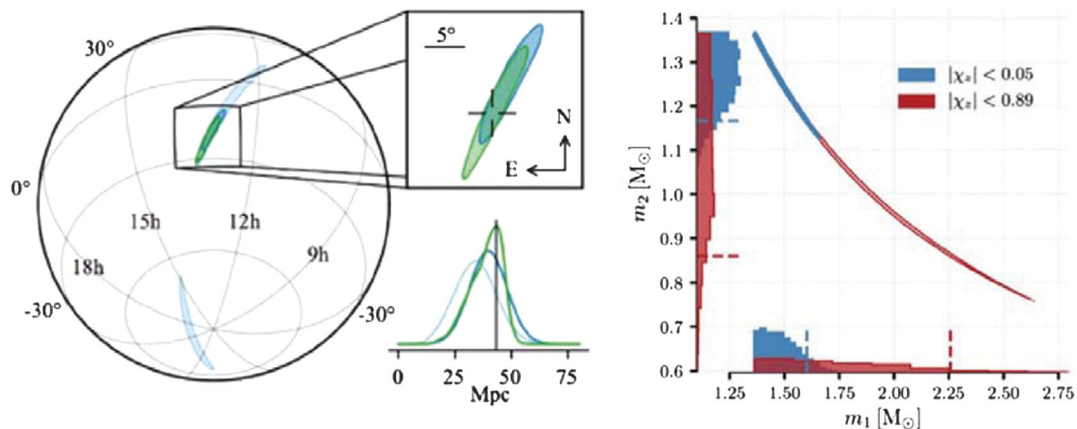 30°
0°
-30°
18h
15h
12h
9h
-30°
5°
N
E
0 25 50 75
Mpc
1.4
1.3
1.2
1.1
1.0
0.9
0.8
0.7
0.6
m₂ [M⊙]
|χz| < 0.05
|χz| < 0.89
1.25 1.50 1.75 2.00 2.25 2.50 2.75
m₁ [M⊙]